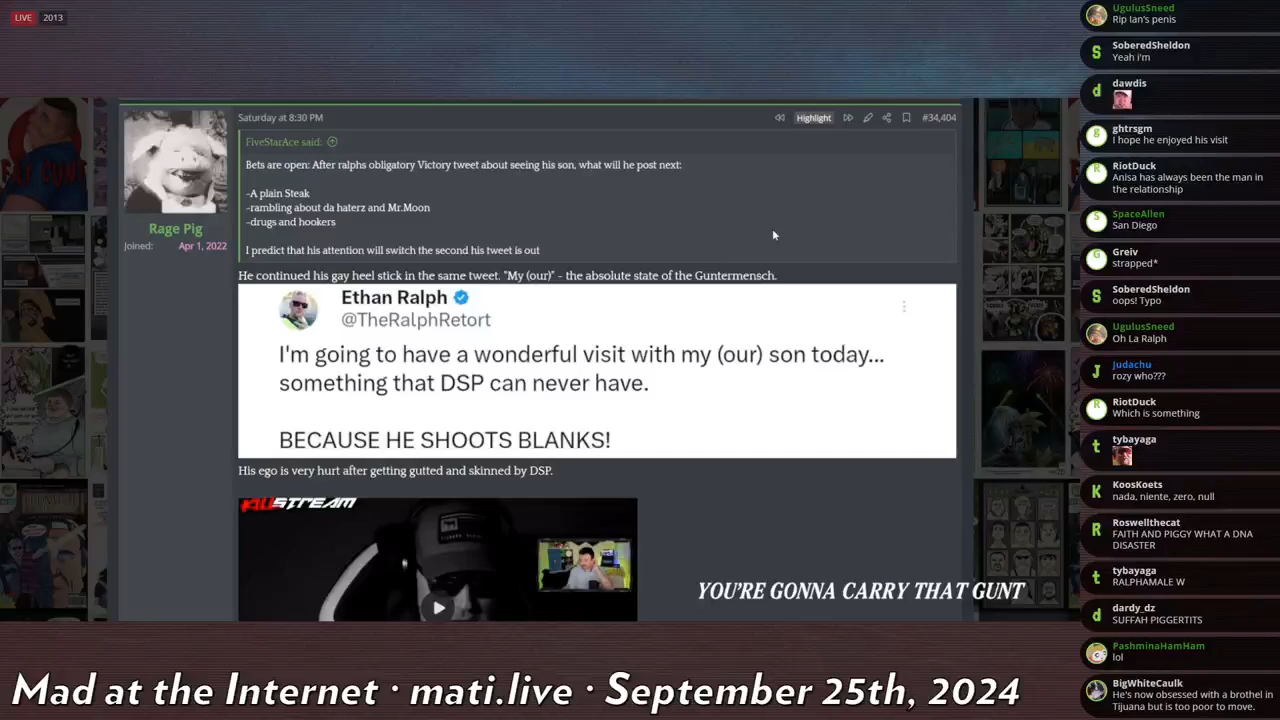 LIVE 2013
Saturday at 8:30 PM
Highlight
#34,404
FiveStarAce said:
Bets are open: After ralphs obligatory Victory tweet about seeing his son, what will he post next:
-A plain Steak
-rambling about da haterz and Mr.Moon
-drugs and hookers
I predict that his attention will switch the second his tweet is out
Rage Pig
Joined: Apr 1, 2022
He continued his gay heel stick in the same tweet. "My (our)" - the absolute state of the Guntermensch.
Ethan Ralph
@TheRalphRetort
I'm going to have a wonderful visit with my (our) son today...
something that DSP can never have.
BECAUSE HE SHOOTS BLANKS!
His ego is very hurt after getting gutted and skinned by DSP.
KILLSTREAM
YOU'RE GONNA CARRY THAT GUNT
Mad at the Internet · mati.live · September 25th, 2024
UgulusSneed
Rip Ian's penis
S
SoberedSheldon
Yeah i'm
d
dawdis
g
ghtrsgm
I hope he enjoyed his visit
R
RiotDuck
Anisa has always been the man in
the relationship
S
SpaceAllen
San Diego
G
Greiv
strapped*
S
SoberedSheldon
oops! Typo
UgulusSneed
Oh La Ralph
J
Judachu
rozy who???
R
RiotDuck
Which is something
t
tybayaga
K
KoosKoets
nada, niente, zero, null
R
Roswellthecat
FAITH AND PIGGY WHAT A DNA
DISASTER
t
tybayaga
RALPHAMALE W
d
dardy_dz
SUFFAH PIGGERTITS
PashminaHamHam
lol
BigWhiteCaulk
He's now obsessed with a brothel in
Tijuana but is too poor to move.